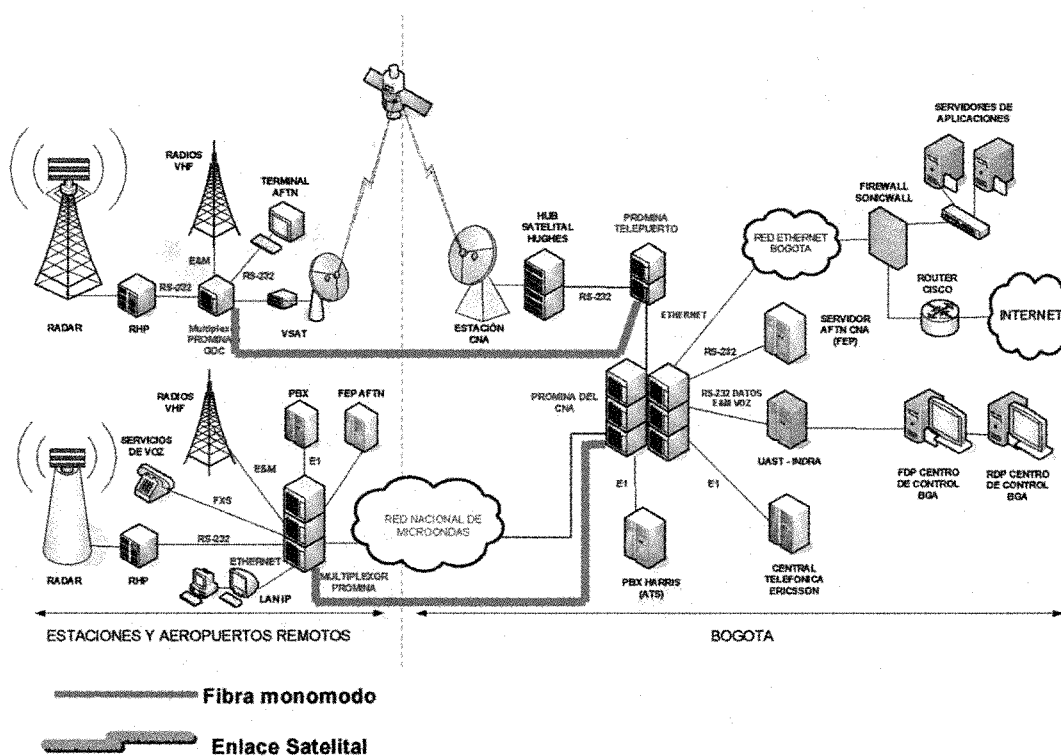 SERVIDORES DE
APLICACIONES
RADIOS
VHF
TERMINAL
AFTN
HUB
SATELITAL
HUGHES
PROMINA
TELEPUERTO
FIREWALL
SONICWALL
RED ETHERNET
BOGOTA
E&M
RS-232
RS-232
RS-232
RADAR
RHP
Multiplex
PROMINA
VSAT
ESTACIÓN
CNA
ETHERNET
ROUTER
CISCO
INTERNET
SERVIDOR
AFTN CNA
(FEP)
RS-232
RADIOS
VHF
PBX
FEP AFTN
PROMINA DEL
CNA
RS-232 DATOS
E&M VOZ
SERVICIOS
DE VOZ
E&M
E1
UAST - INDRA
FDP CENTRO
DE CONTROL
BGA
RDP CENTRO
DE CONTROL
BGA
FXS
RED NACIONAL DE
MICROONDAS
E1
E1
RS-232
ETHERNET
RADAR
RHP
LAN IP
MULTIPLEXOR
PROMINA
PBX HARRIS
(ATS)
CENTRAL
TELEFONICA
ERICSSON
ESTACIONES Y AEROPUERTOS REMOTOS
BOGOTA
Fibra monomodo
Enlace Satelital